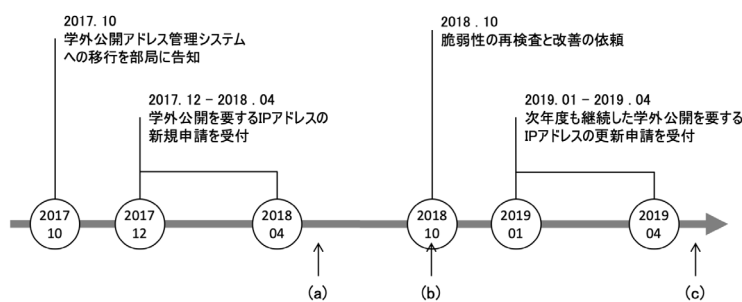 2017. 10
学外公開アドレス管理システム
への移行を部局に告知
2018 . 10
脆弱性の再検査と改善の依頼
2017. 12 - 2018 . 04
学外公開を要するIPアドレスの
新規申請を受付
2019. 01 - 2019 . 04
次年度も継続した学外公開を要する
IPアドレスの更新申請を受付
2017
10
2017
12
2018
04
2018
10
2019
01
2019
04
(a)
(b)
(c)